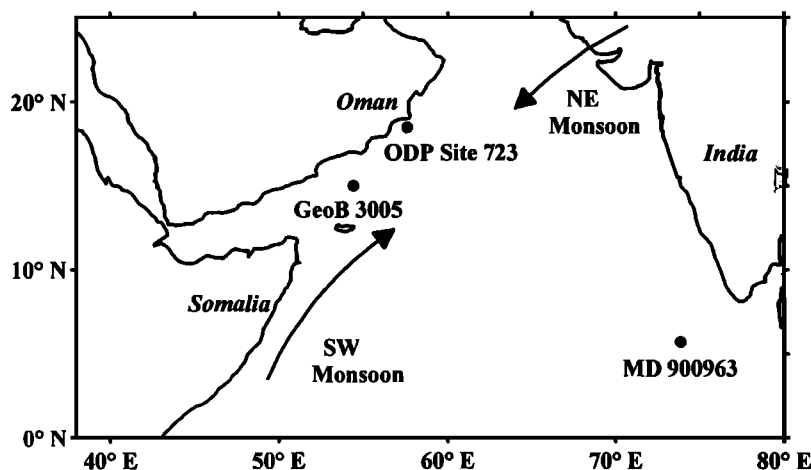 20° N
10° N
0° N
40° E
50° E
60° E
70° E
80° E
Oman
NE
Monsoon
ODP Site 723
India
GeoB 3005
Somalia
SW
Monsoon
MD 900963